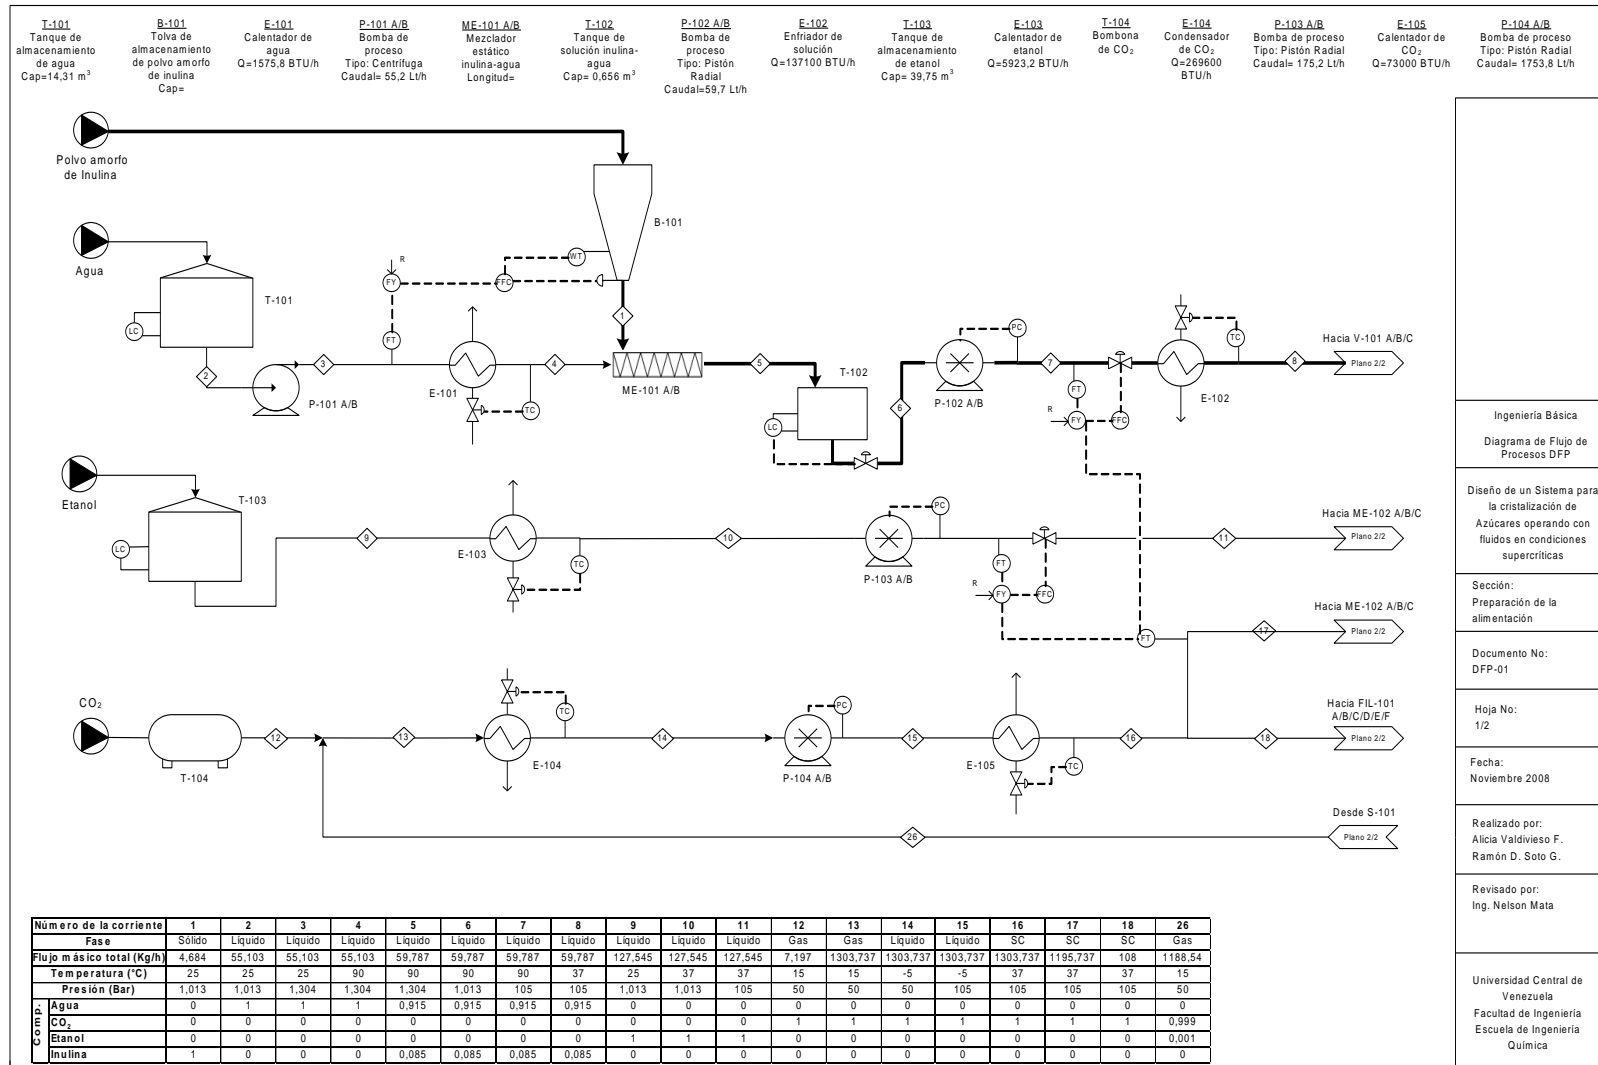 T-101
Tanque de
almacenamiento
de agua
Cap=14,31 m³
B-101
Tolva de
almacenamiento
de polvo amorfo
de inulina
Cap=
E-101
Calentador de
agua
Q=1575,8 BTU/h
P-101 A/B
Bomba de
proceso
Tipo: Centrífuga
Caudal= 55,2 Lt/h
ME-101 A/B
Mezclador
estático
inulina-agua
Longitud=
T-102
Tanque de
solución inulina-
agua
Cap= 0,656 m³
P-102 A/B
Bomba de
proceso
Tipo: Pistón
Radial
Caudal=59,7 Lt/h
E-102
Enfriador de
solución
Q=137100 BTU/h
T-103
Tanque de
almacenamiento
de etanol
Cap= 39,75 m³
E-103
Calentador de
etanol
Q=5923,2 BTU/h
T-104
Bombona
de CO₂
E-104
Condensador
de CO₂
Q=269600
BTU/h
P-103 A/B
Bomba de proceso
Tipo: Pistón Radial
Caudal= 175,2 Lt/h
E-105
Calentador de
CO₂
Q=73000 BTU/h
P-104 A/B
Bomba de proceso
Tipo: Pistón Radial
Caudal= 1753,8 Lt/h
Polvo amorfo
de Inulina
B-101
Agua
T-101
LC
2
P-101 A/B
3
R
FY
FFC
WT
FT
1
E-101
TC
4
ME-101 A/B
5
T-102
LC
6
P-102 A/B
PC
7
FT
R
FY
FFC
E-102
TC
8
Hacia V-101 A/B/C
Plano 2/2
Etanol
T-103
LC
9
E-103
TC
10
P-103 A/B
PC
FT
R
FY
FFC
11
Hacia ME-102 A/B/C
Plano 2/2
FT
17
Hacia ME-102 A/B/C
Plano 2/2
CO₂
T-104
12
13
E-104
TC
14
P-104 A/B
PC
15
E-105
TC
16
18
Hacia FIL-101
A/B/C/D/E/F
Plano 2/2
26
Desde S-101
Plano 2/2
Ingeniería Básica
Diagrama de Flujo de
Procesos DFP
Diseño de un Sistema para
la cristalización de
Azúcares operando con
fluidos en condiciones
supercríticas
Sección:
Preparación de la
alimentación
Documento No:
DFP-01
Hoja No:
1/2
Fecha:
Noviembre 2008
Realizado por:
Alicia Valdivieso F.
Ramón D. Soto G.
Revisado por:
Ing. Nelson Mata
Universidad Central de
Venezuela
Facultad de Ingeniería
Escuela de Ingeniería
Química
Número de la corriente 1 2 3 4 5 6 7 8 9 10 11 12 13 14 15 16 17 18 26
Fase Sólido Líquido Líquido Líquido Líquido Líquido Líquido Líquido Líquido Líquido Líquido Gas Gas Líquido Líquido SC SC SC Gas
Flujo másico total (Kg/h) 4,684 55,103 55,103 55,103 59,787 59,787 59,787 59,787 127,545 127,545 127,545 7,197 1303,737 1303,737 1303,737 1303,737 1195,737 108 1188,54
Temperatura (°C) 25 25 25 90 90 90 90 37 25 37 37 15 15 -5 -5 37 37 37 15
Presión (Bar) 1,013 1,013 1,304 1,304 1,304 1,013 105 105 1,013 1,013 105 50 50 50 105 105 105 105 50
Comp.
Agua 0 1 1 1 0,915 0,915 0,915 0,915 0 0 0 0 0 0 0 0 0 0 0
CO₂ 0 0 0 0 0 0 0 0 0 0 0 1 1 1 1 1 1 1 0,999
Etanol 0 0 0 0 0 0 0 0 1 1 1 0 0 0 0 0 0 0 0,001
Inulina 1 0 0 0 0,085 0,085 0,085 0,085 0 0 0 0 0 0 0 0 0 0 0